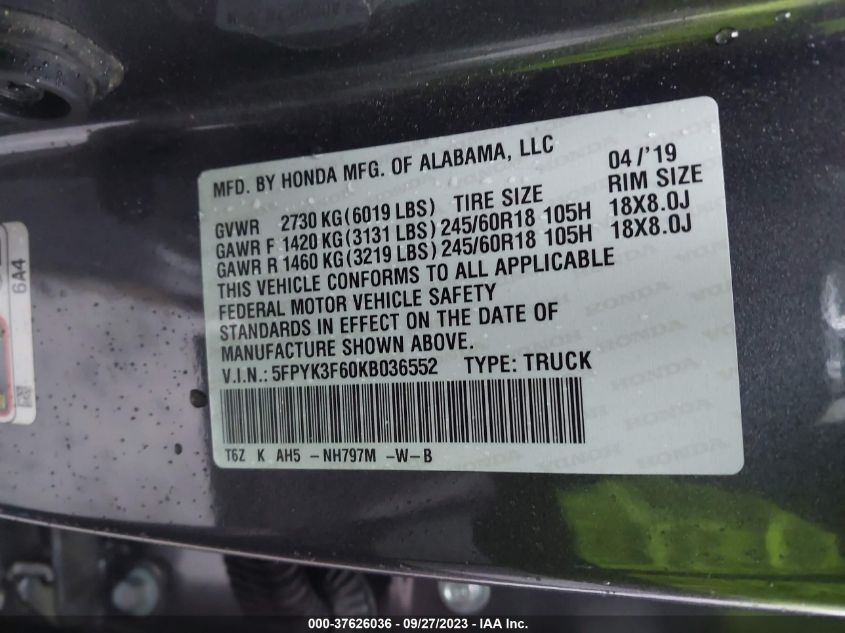 MFD. BY HONDA MFG. OF ALABAMA, LLC 04/'19
GVWR 2730 KG(6019 LBS) TIRE SIZE RIM SIZE
GAWR F 1420 KG(3131 LBS) 245/60R18 105H 18X8.0J
GAWR R 1460 KG(3219 LBS) 245/60R18 105H 18X8.0J
THIS VEHICLE CONFORMS TO ALL APPLICABLE
FEDERAL MOTOR VEHICLE SAFETY
STANDARDS IN EFFECT ON THE DATE OF
MANUFACTURE SHOWN ABOVE.
V.I.N.: 5FPYK3F60KB036552 TYPE: TRUCK
T6Z K AH5 -NH797M -W-B
6A4
000-37626036 - 09/27/2023 - IAAI.com